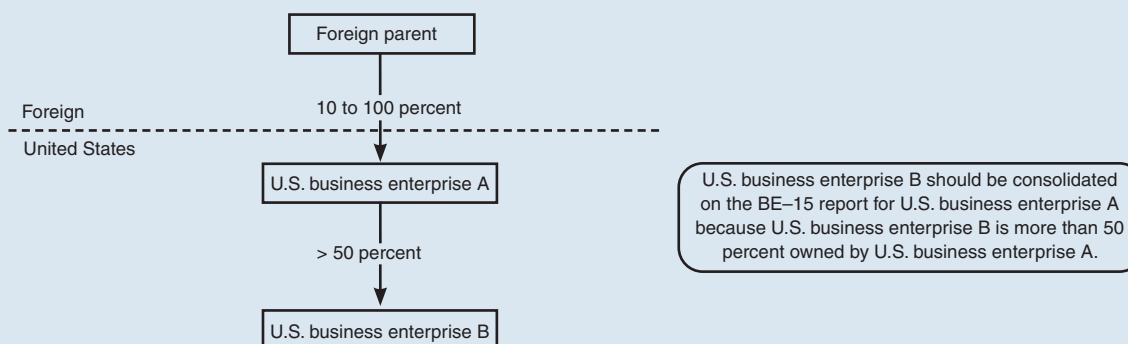 Foreign parent
10 to 100 percent
Foreign
United States
U.S. business enterprise A
U.S. business enterprise B should be consolidated
on the BE–15 report for U.S. business enterprise A
because U.S. business enterprise B is more than 50
percent owned by U.S. business enterprise A.
> 50 percent
U.S. business enterprise B